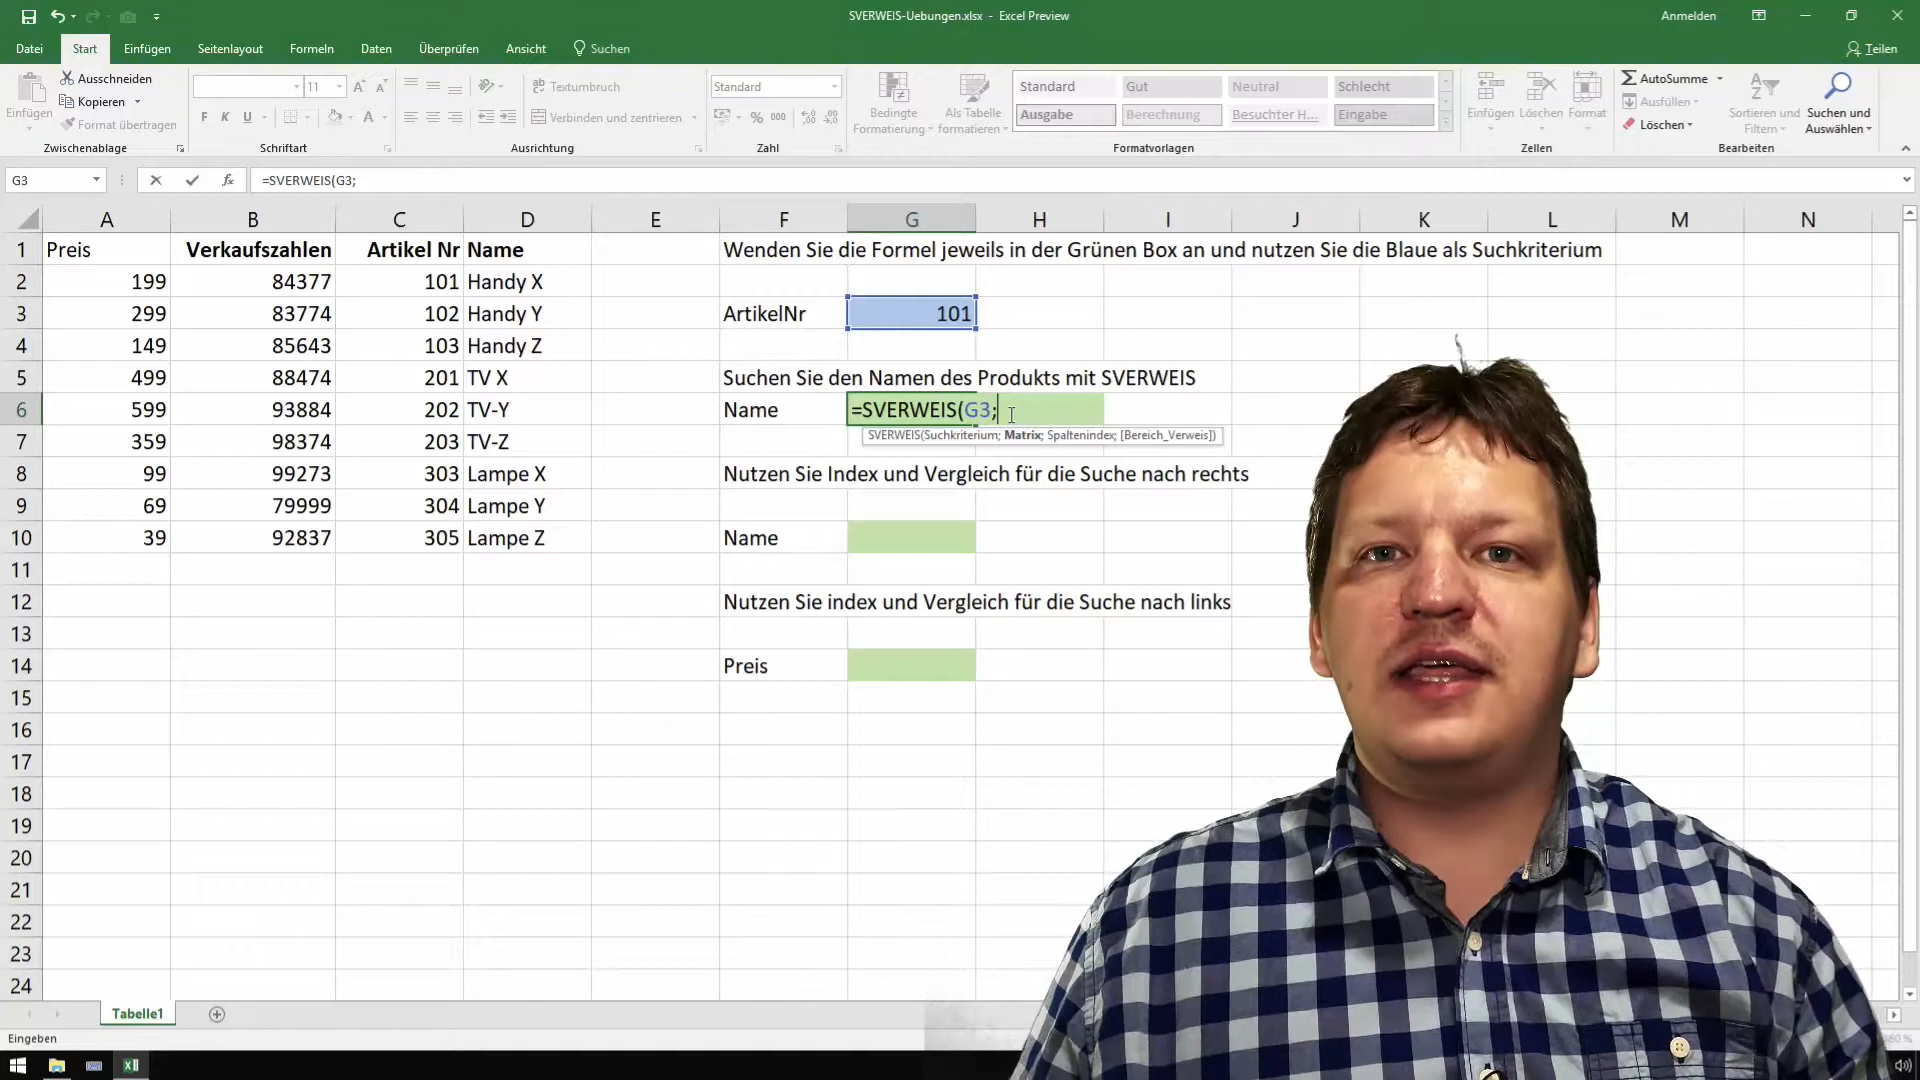 SVERWEIS-Uebungen.xlsx - Excel Preview
Anmelden
Datei Start Einfügen Seitenlayout Formeln Daten Überprüfen Ansicht Suchen
Teilen
Einfügen
Ausschneiden
Kopieren
Format übertragen
Zwischenablage
11
F K U
Schriftart
Textumbruch
Verbinden und zentrieren
Ausrichtung
Standard
% 000
Zahl
Bedingte Formatierung
Als Tabelle formatieren
Standard Gut Neutral Schlecht
Ausgabe Berechnung Besuchter H... Eingabe
Formatvorlagen
Einfügen Löschen Format
Zellen
AutoSumme
Ausfüllen
Löschen
Sortieren und Filtern
Suchen und Auswählen
Bearbeiten
G3 fx =SVERWEIS(G3;
A B C D E F G H I J K L M N
1 Preis Verkaufszahlen Artikel Nr Name Wenden Sie die Formel jeweils in der Grünen Box an und nutzen Sie die Blaue als Suchkriterium
2 199 84377 101 Handy X
3 299 83774 102 Handy Y ArtikelNr 101
4 149 85643 103 Handy Z
5 499 88474 201 TV X Suchen Sie den Namen des Produkts mit SVERWEIS
6 599 93884 202 TV-Y Name =SVERWEIS(G3;
SVERWEIS(Suchkriterium; Matrix; Spaltenindex; [Bereich_Verweis])
7 359 98374 203 TV-Z
8 99 99273 303 Lampe X Nutzen Sie Index und Vergleich für die Suche nach rechts
9 69 79999 304 Lampe Y
10 39 92837 305 Lampe Z Name
11
12 Nutzen Sie index und Vergleich für die Suche nach links
13
14 Preis
15
16
17
18
19
20
21
22
23
24
Tabelle1
Eingeben